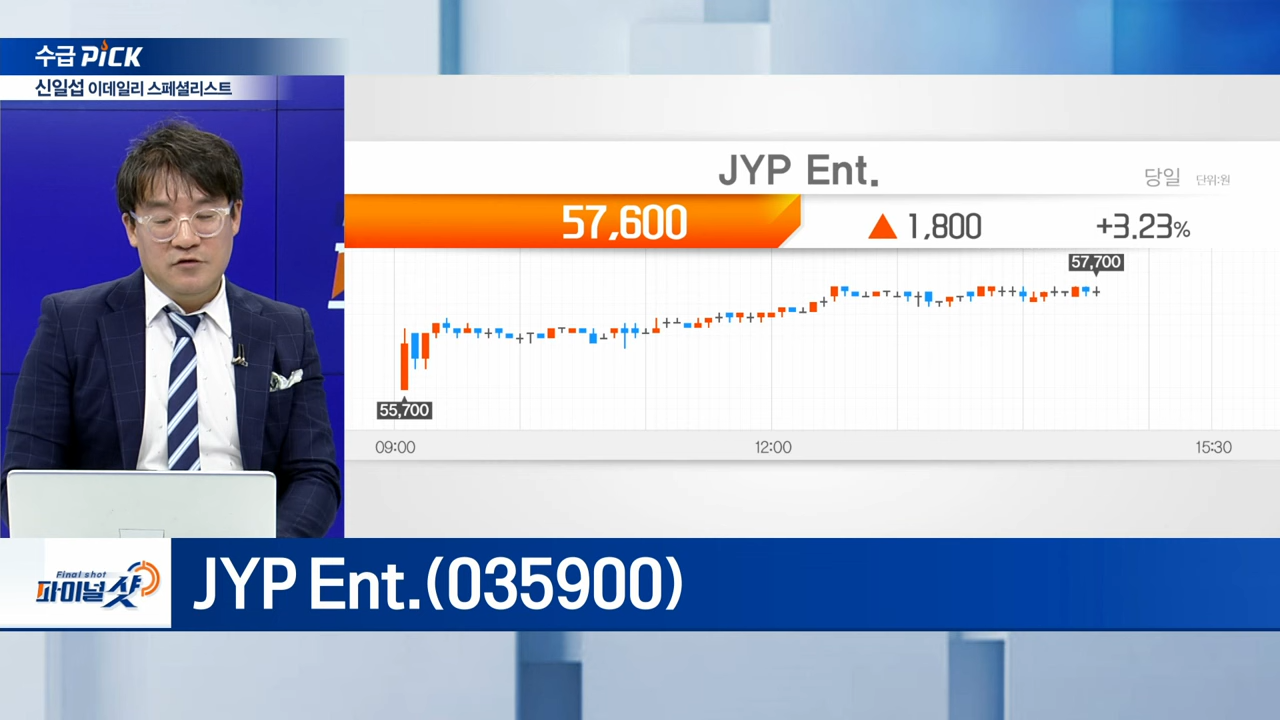 수급 PiCK
신일섭 이데일리 스페셜리스트
JYP Ent.
당일 단위:원
57,600 ▲ 1,800 +3.23%
57,700
55,700
09:00 12:00 15:30
Final shot
파이널샷
JYP Ent.(035900)